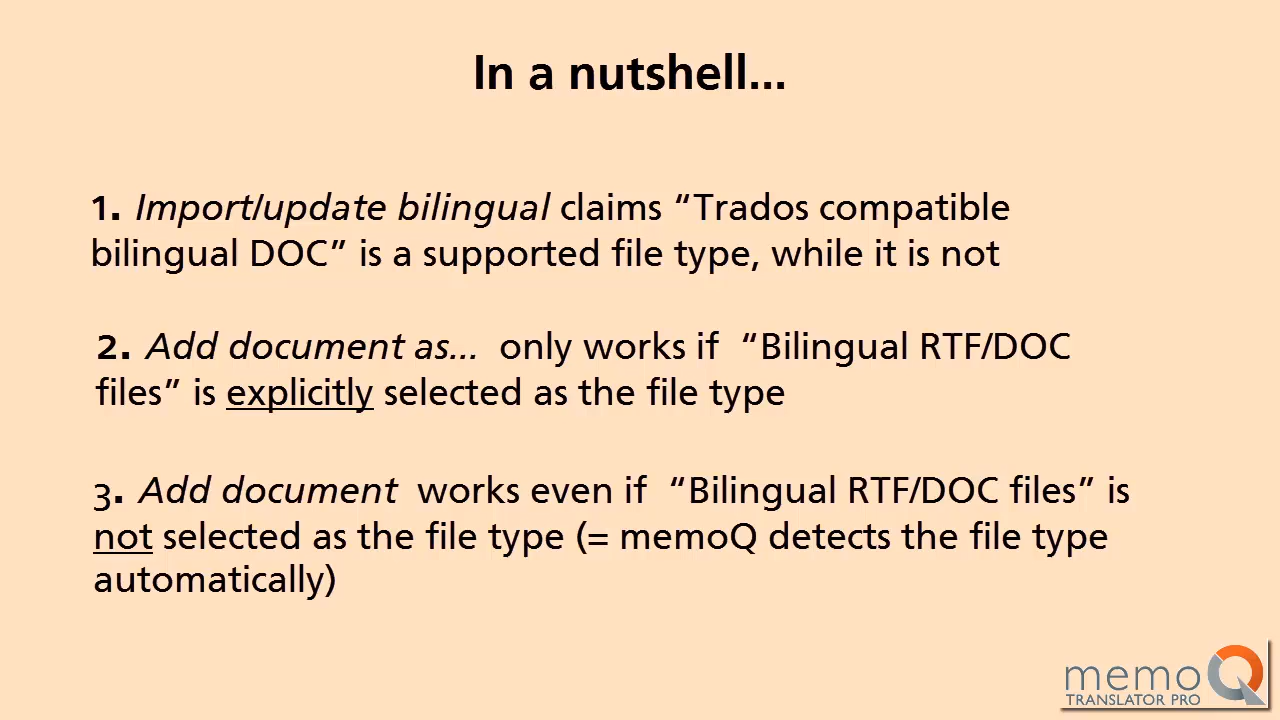 In a nutshell...
1. Import/update bilingual claims “Trados compatible
bilingual DOC” is a supported file type, while it is not
2. Add document as... only works if “Bilingual RTF/DOC
files” is explicitly selected as the file type
3. Add document works even if “Bilingual RTF/DOC files” is
not selected as the file type (= memoQ detects the file type
automatically)
memoQ
TRANSLATOR PRO